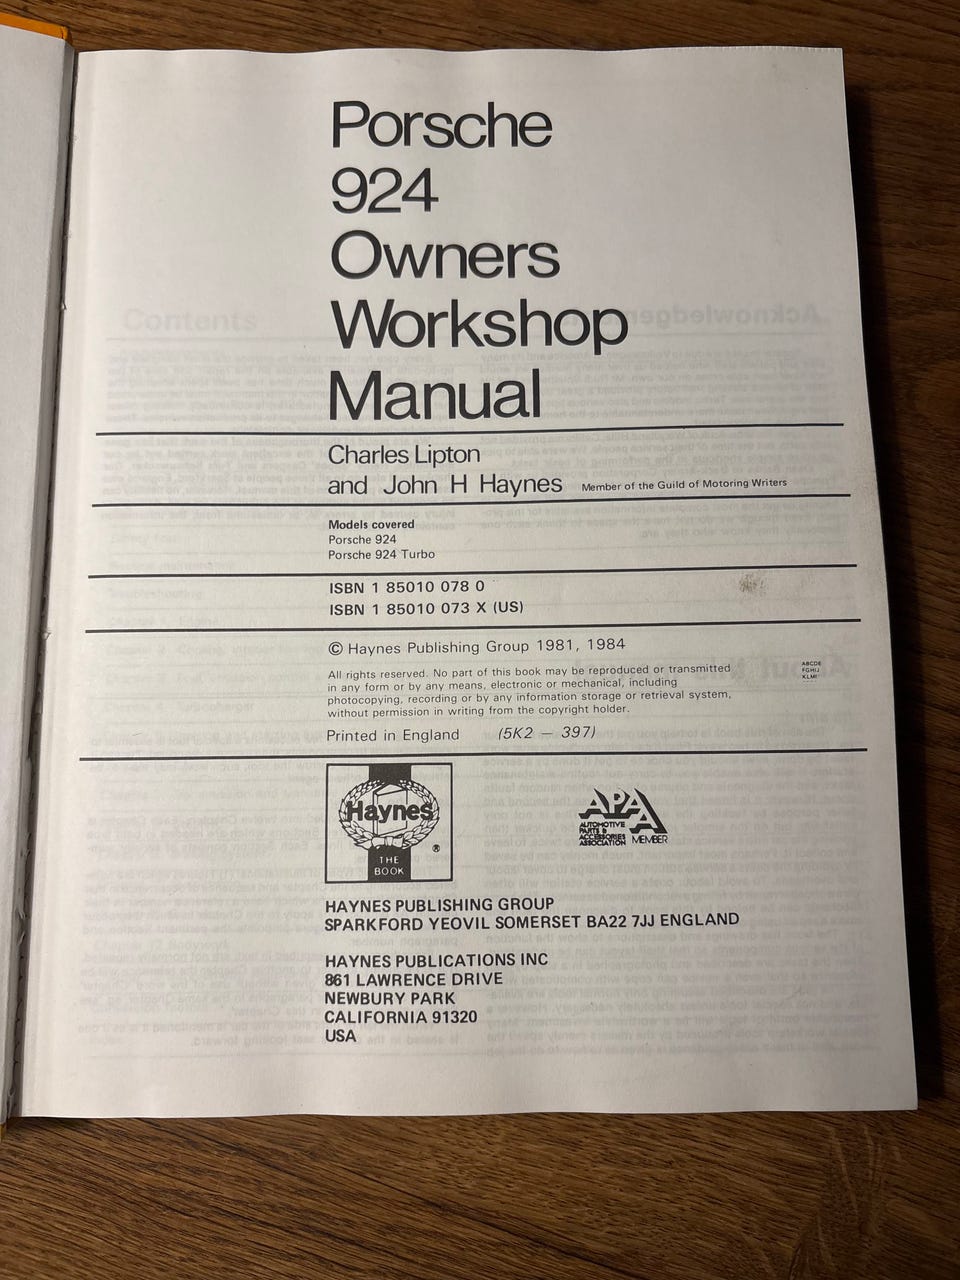 Porsche
924
Owners
Workshop
Manual
Charles Lipton
and John H Haynes Member of the Guild of Motoring Writers
Models covered
Porsche 924
Porsche 924 Turbo
ISBN 1 85010 078 0
ISBN 1 85010 073 X (US)
© Haynes Publishing Group 1981, 1984
All rights reserved. No part of this book may be reproduced or transmitted
in any form or by any means, electronic or mechanical, including
photocopying, recording or by any information storage or retrieval system,
without permission in writing from the copyright holder.
ABCDE
FGHIJ
KLM
Printed in England (5K2 — 397)
Haynes
®
THE
BOOK
APAA
AUTOMOTIVE
PARTS &
ACCESSORIES
ASSOCIATION MEMBER
HAYNES PUBLISHING GROUP
SPARKFORD YEOVIL SOMERSET BA22 7JJ ENGLAND
HAYNES PUBLICATIONS INC
861 LAWRENCE DRIVE
NEWBURY PARK
CALIFORNIA 91320
USA
Contents